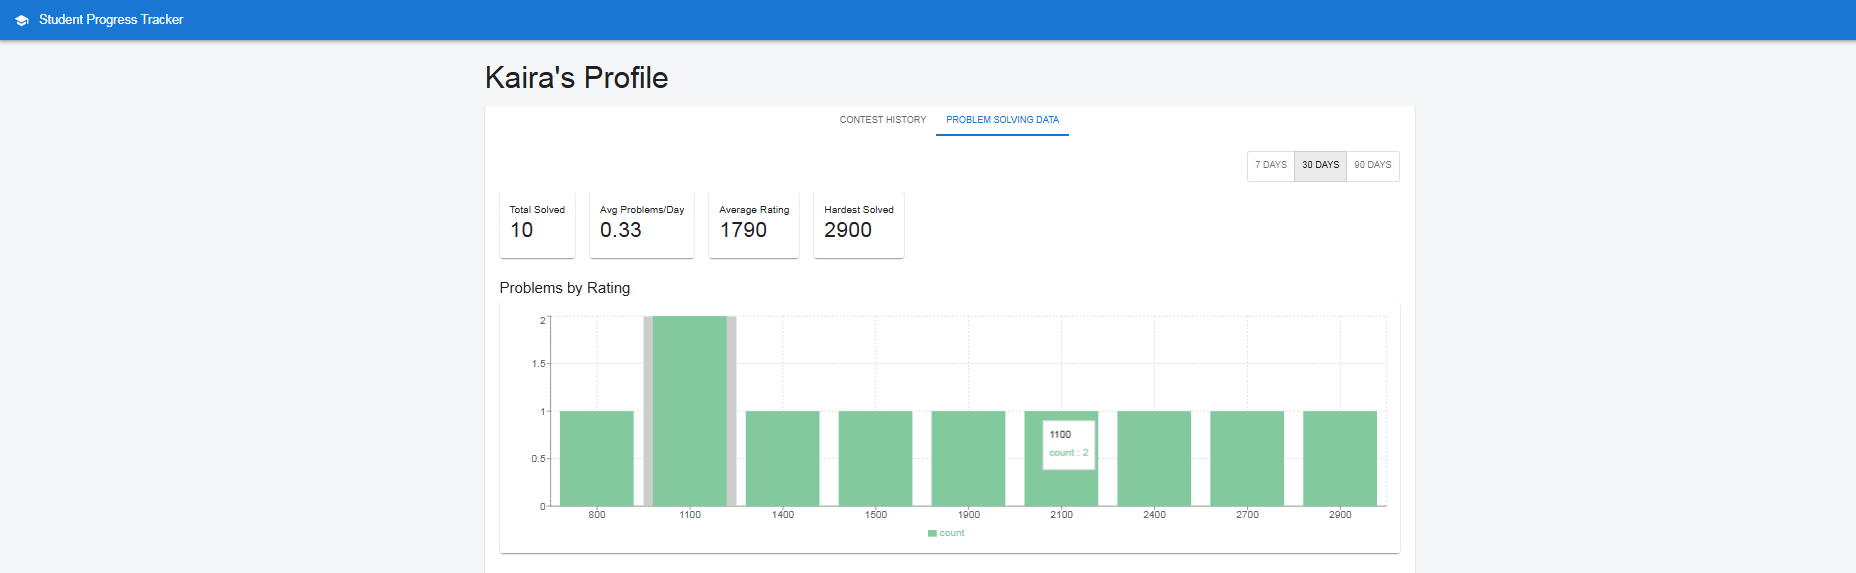 Student Progress Tracker
Kaira's Profile
CONTEST HISTORY PROBLEM SOLVING DATA
7 DAYS 30 DAYS 90 DAYS
Total Solved
10
Avg Problems/Day
0.33
Average Rating
1790
Hardest Solved
2900
Problems by Rating
2
1.5
1
0.5
0
1100
count : 2
800 1100 1400 1500 1900 2100 2400 2700 2900
count